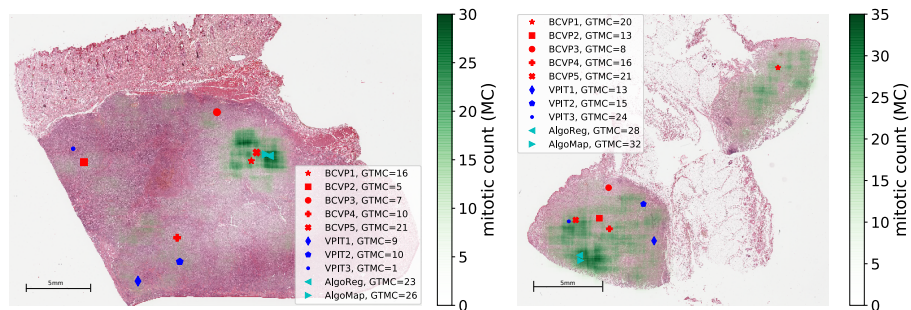 BCVP1, GTMC=16
BCVP2, GTMC=5
BCVP3, GTMC=7
BCVP4, GTMC=10
BCVP5, GTMC=21
VPIT1, GTMC=9
VPIT2, GTMC=10
VPIT3, GTMC=1
AlgoReg, GTMC=23
AlgoMap, GTMC=26
5mm
30
25
20
15
10
5
0
mitotic count (MC)
BCVP1, GTMC=20
BCVP2, GTMC=13
BCVP3, GTMC=8
BCVP4, GTMC=16
BCVP5, GTMC=21
VPIT1, GTMC=13
VPIT2, GTMC=15
VPIT3, GTMC=24
AlgoReg, GTMC=28
AlgoMap, GTMC=32
5mm
35
30
25
20
15
10
5
0
mitotic count (MC)